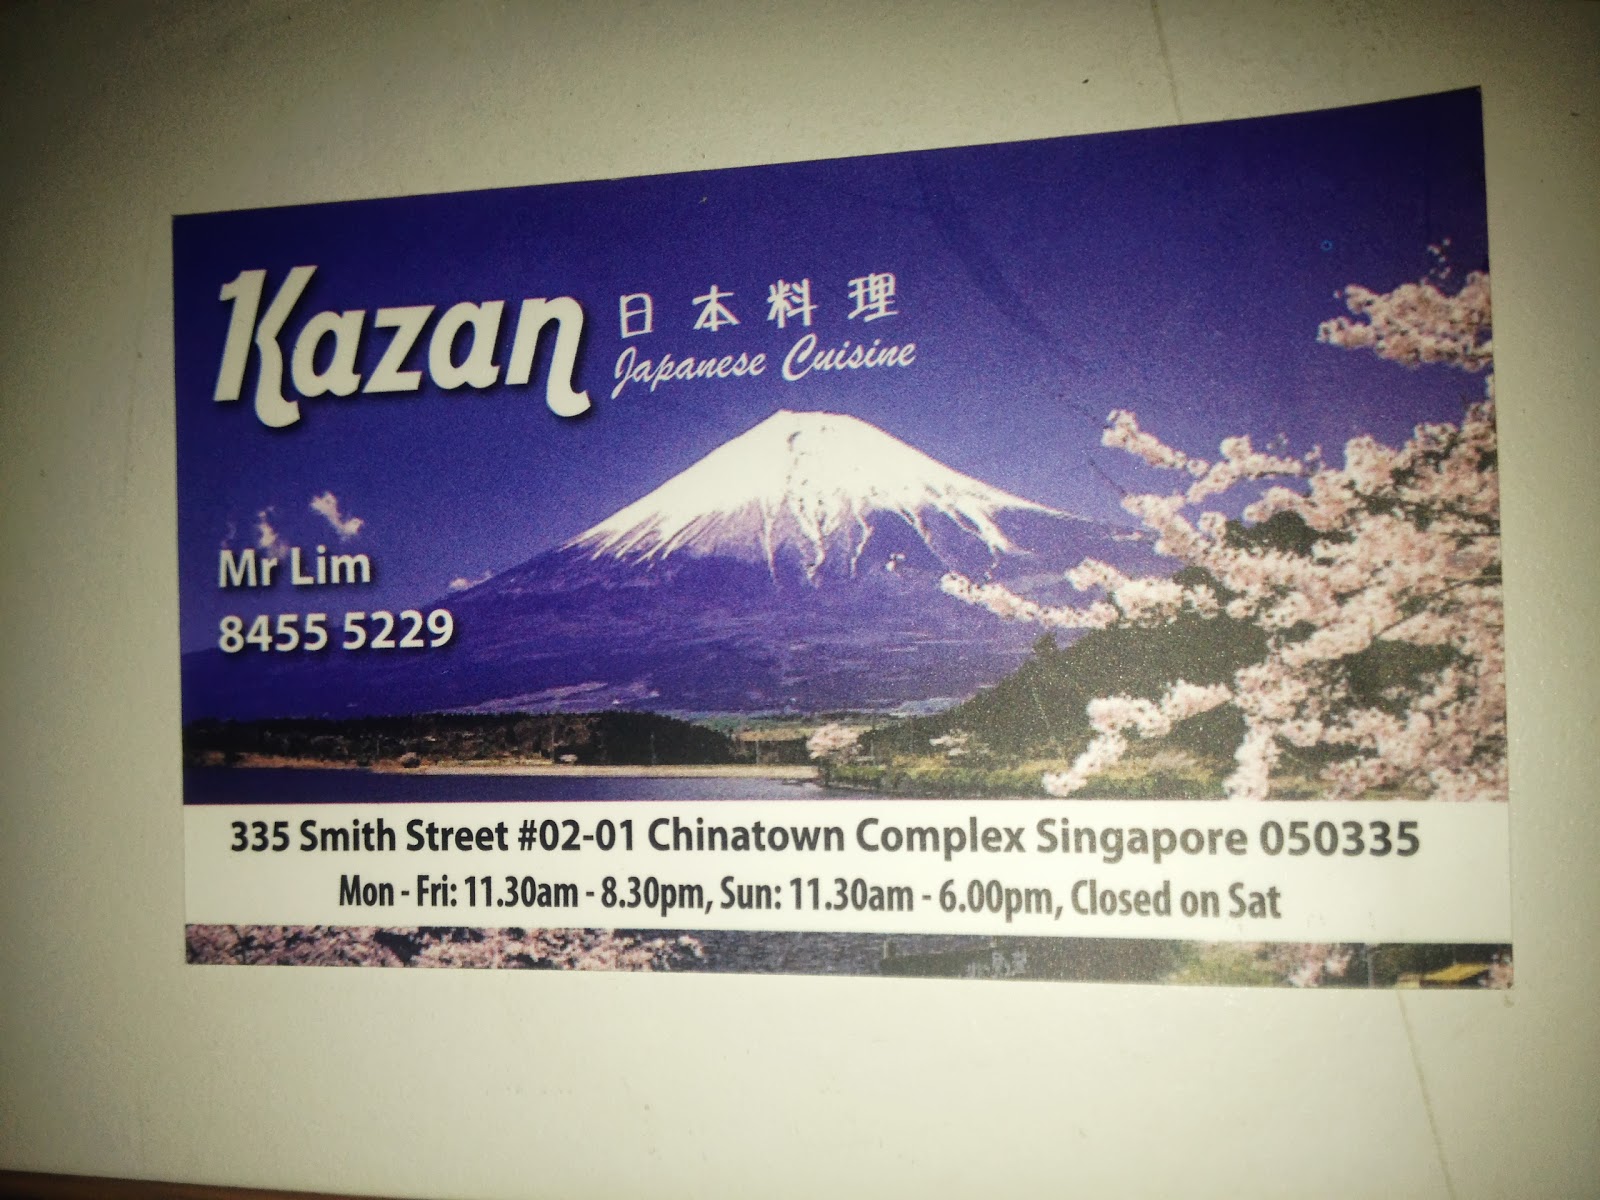 Kazan
日本料理
Japanese Cuisine
Mr Lim
8455 5229
335 Smith Street #02-01 Chinatown Complex Singapore 050335
Mon - Fri: 11.30am - 8.30pm, Sun: 11.30am - 6.00pm, Closed on Sat